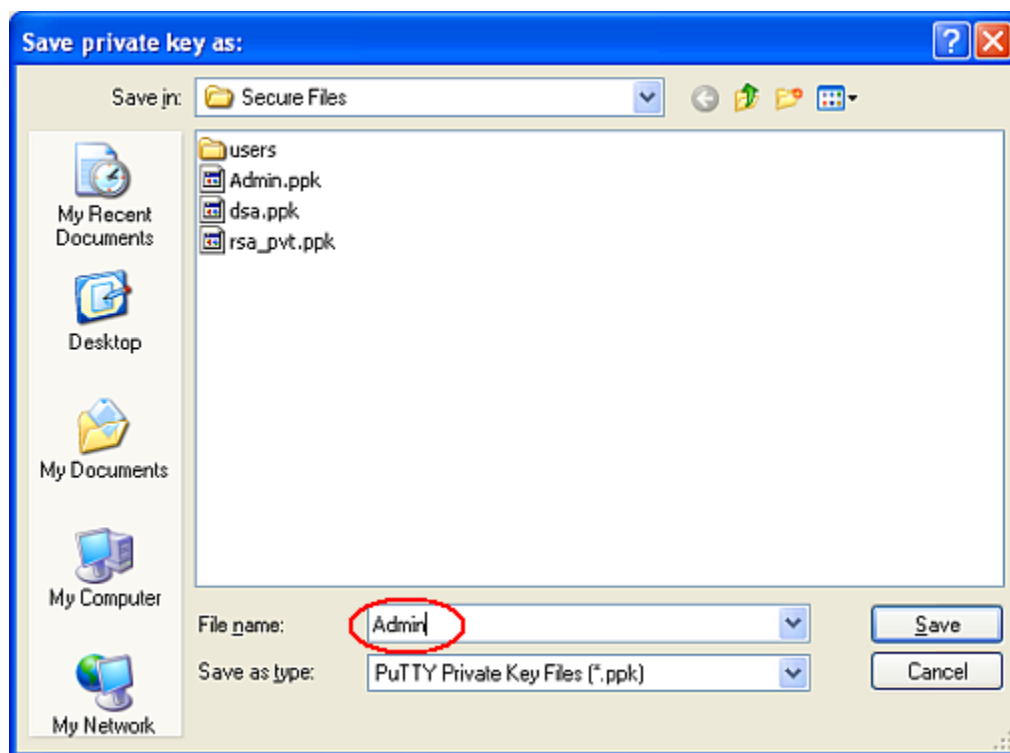 Save private key as:
Save in: Secure Files
users
Admin.ppk
dsa.ppk
rsa_pvt.ppk
My Recent
Documents
Desktop
My Documents
My Computer
My Network
File name: Admin
Save
Save as type: PuTTY Private Key Files (*.ppk)
Cancel